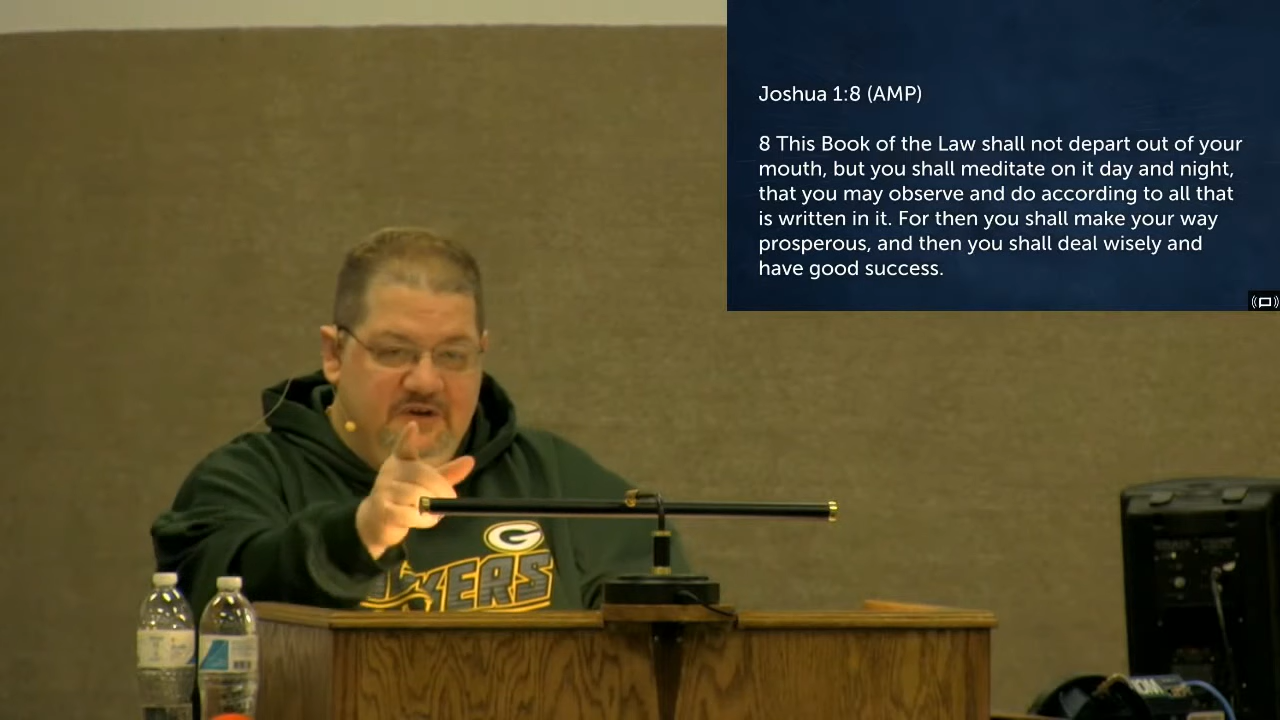 Joshua 1:8 (AMP)
8 This Book of the Law shall not depart out of your
mouth, but you shall meditate on it day and night,
that you may observe and do according to all that
is written in it. For then you shall make your way
prosperous, and then you shall deal wisely and
have good success.
G